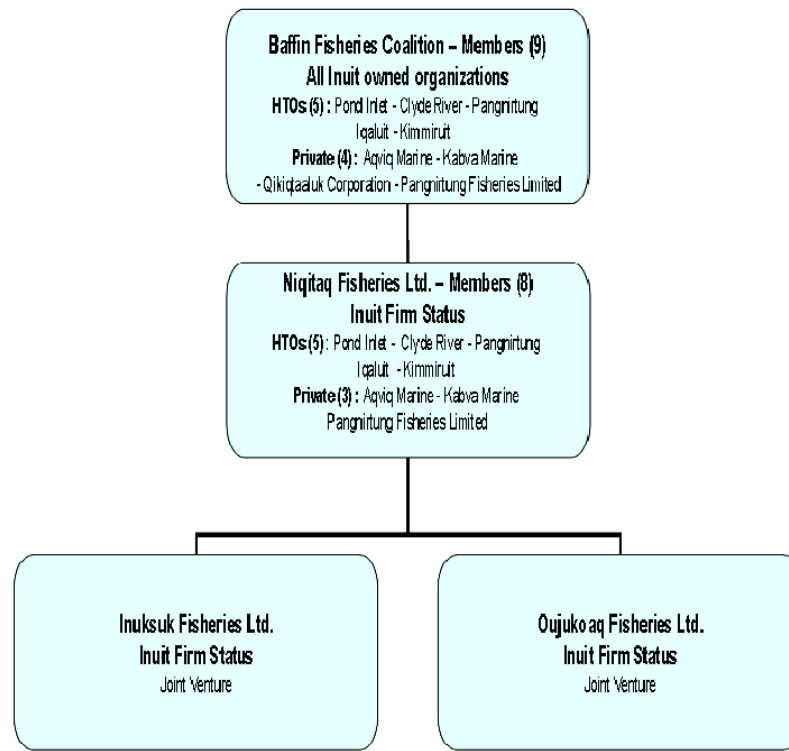 Baffin Fisheries Coalition – Members (9)
All Inuit owned organizations
HTOs (5) : Pond Inlet - Clyde River - Pangnirtung
Iqaluit - Kimmiruit
Private (4) : Aqviq Marine - Kabva Marine
- Qikiqtaaluk Corporation - Pangnirtung Fisheries Limited
Niqitaq Fisheries Ltd. – Members (8)
Inuit Firm Status
HTOs (5): Pond Inlet - Clyde River - Pangnirtung
Iqaluit - Kimmiruit
Private (3) : Aqviq Marine - Kabva Marine
Pangnirtung Fisheries Limited
Inuksuk Fisheries Ltd.
Inuit Firm Status
Joint Venture
Oujukoaq Fisheries Ltd.
Inuit Firm Status
Joint Venture